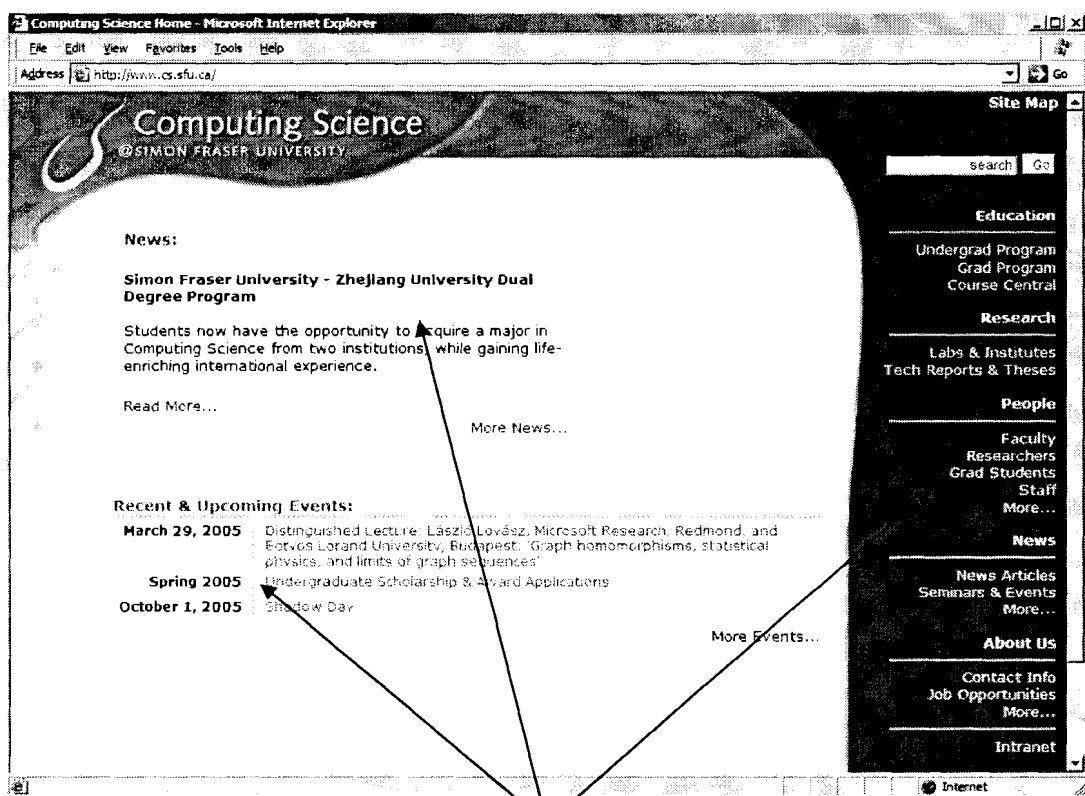 Computing Science Home - Microsoft Internet Explorer
File Edit View Favorites Tools Help
Address http://www.cs.sfu.ca/ Go
Computing Science
@SIMON FRASER UNIVERSITY
Site Map
search Go
News:
Simon Fraser University - Zhejiang University Dual
Degree Program
Students now have the opportunity to acquire a major in
Computing Science from two institutions, while gaining life-
enriching international experience.
Read More...
More News...
Recent & Upcoming Events:
March 29, 2005 Distinguished Lecture: László Lovász, Microsoft Research, Redmond, and
Eotvos Lorand University, Budapest: 'Graph homomorphisms, statistical
physics, and limits of graph sequences'
Spring 2005 Undergraduate Scholarship & Award Applications
October 1, 2005 Shadow Day
More Events...
Education
Undergrad Program
Grad Program
Course Central
Research
Labs & Institutes
Tech Reports & Theses
People
Faculty
Researchers
Grad Students
Staff
More...
News
News Articles
Seminars & Events
More...
About Us
Contact Info
Job Opportunities
More...
Intranet
Internet